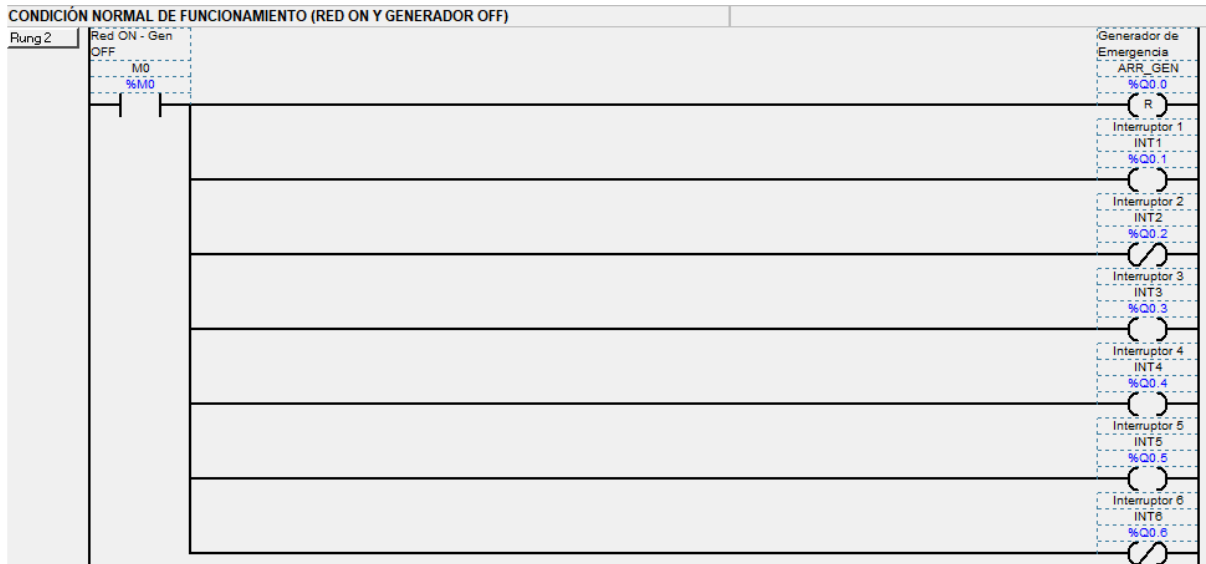 CONDICIÓN NORMAL DE FUNCIONAMIENTO (RED ON Y GENERADOR OFF)
Rung 2
Red ON - Gen
OFF
M0
%M0
Generador de
Emergencia
ARR_GEN
%Q0.0
R
Interruptor 1
INT1
%Q0.1
Interruptor 2
INT2
%Q0.2
Interruptor 3
INT3
%Q0.3
Interruptor 4
INT4
%Q0.4
Interruptor 5
INT5
%Q0.5
Interruptor 6
INT6
%Q0.6